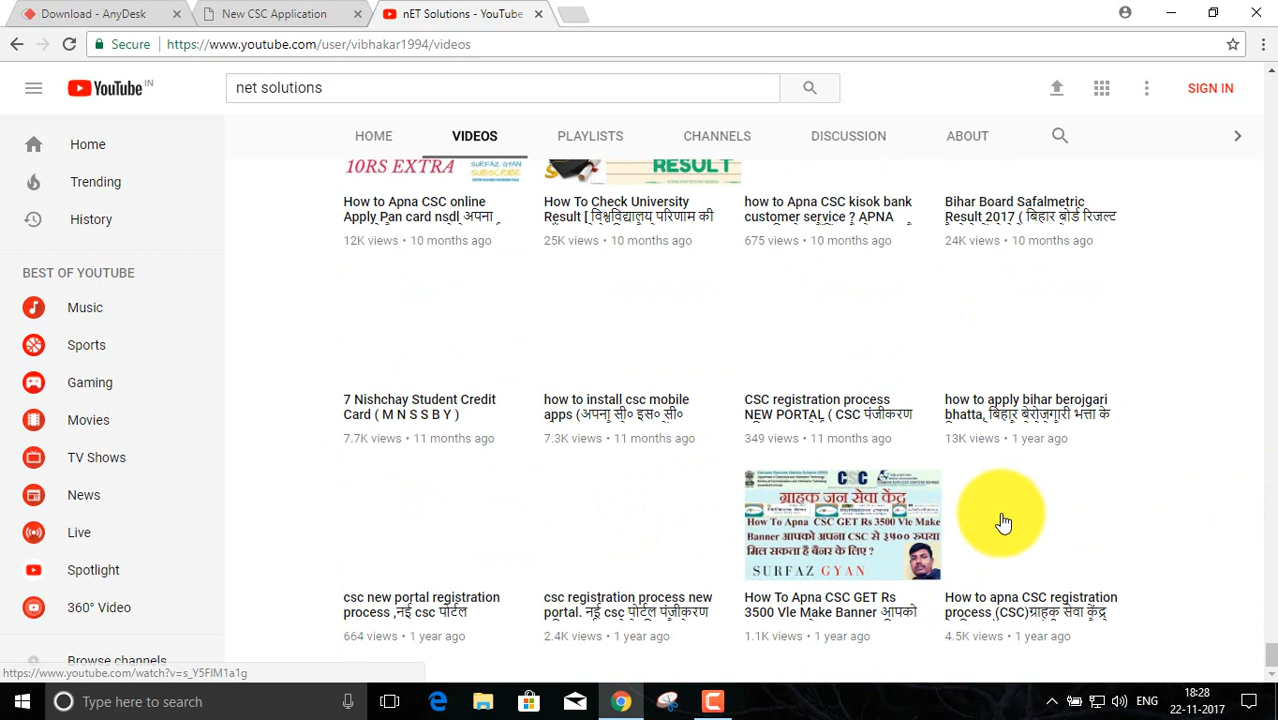 Download - AnyDesk
New CSC Application
nET Solutions - YouTube
Secure
https://www.youtube.com/user/vibhakar1994/videos
YouTube IN
net solutions
SIGN IN
HOME
VIDEOS
PLAYLISTS
CHANNELS
DISCUSSION
ABOUT
Home
Trending
History
BEST OF YOUTUBE
Music
Sports
Gaming
Movies
TV Shows
News
Live
Spotlight
360° Video
Browse channels
10RS EXTRA
SURFAZ GYAN
SUBSCRIBE
RESULT
How to Apna CSC online
Apply Pan card nsdl अपना
12K views • 10 months ago
How To Check University
Result [ विश्वविद्यालय परिणाम की
25K views • 10 months ago
how to Apna CSC kisok bank
customer service ? APNA
675 views • 10 months ago
Bihar Board Safalmetric
Result 2017 ( बिहार बोर्ड रिजल्ट
24K views • 10 months ago
7 Nishchay Student Credit
Card ( M N S S B Y )
7.7K views • 11 months ago
how to install csc mobile
apps (अपना सी० इस० सी०
7.3K views • 11 months ago
CSC registration process
NEW PORTAL ( CSC पंजीकरण
349 views • 11 months ago
how to apply bihar berojgari
bhatta, बिहार बेरोजगारी भत्ता के
13K views • 1 year ago
CSC
ग्राहक जन सेवा केंद्र
How To Apna CSC GET Rs 3500 Vle Make
Banner आपको अपना CSC से ३५०० रुपया
मिल सकता है बैनर के लिए ?
SURFAZ GYAN
csc new portal registration
process ,नई csc पोर्टल
664 views • 1 year ago
csc registration process new
portal. नई csc पोर्टल पंजीकरण
2.4K views • 1 year ago
How To Apna CSC GET Rs
3500 Vle Make Banner आपको
1.1K views • 1 year ago
How to apna CSC registration
process (CSC)ग्राहक सेवा केंद्र
4.5K views • 1 year ago
https://www.youtube.com/watch?v=s_Y5FIM1a1g
Type here to search
ENG
18:28
22-11-2017